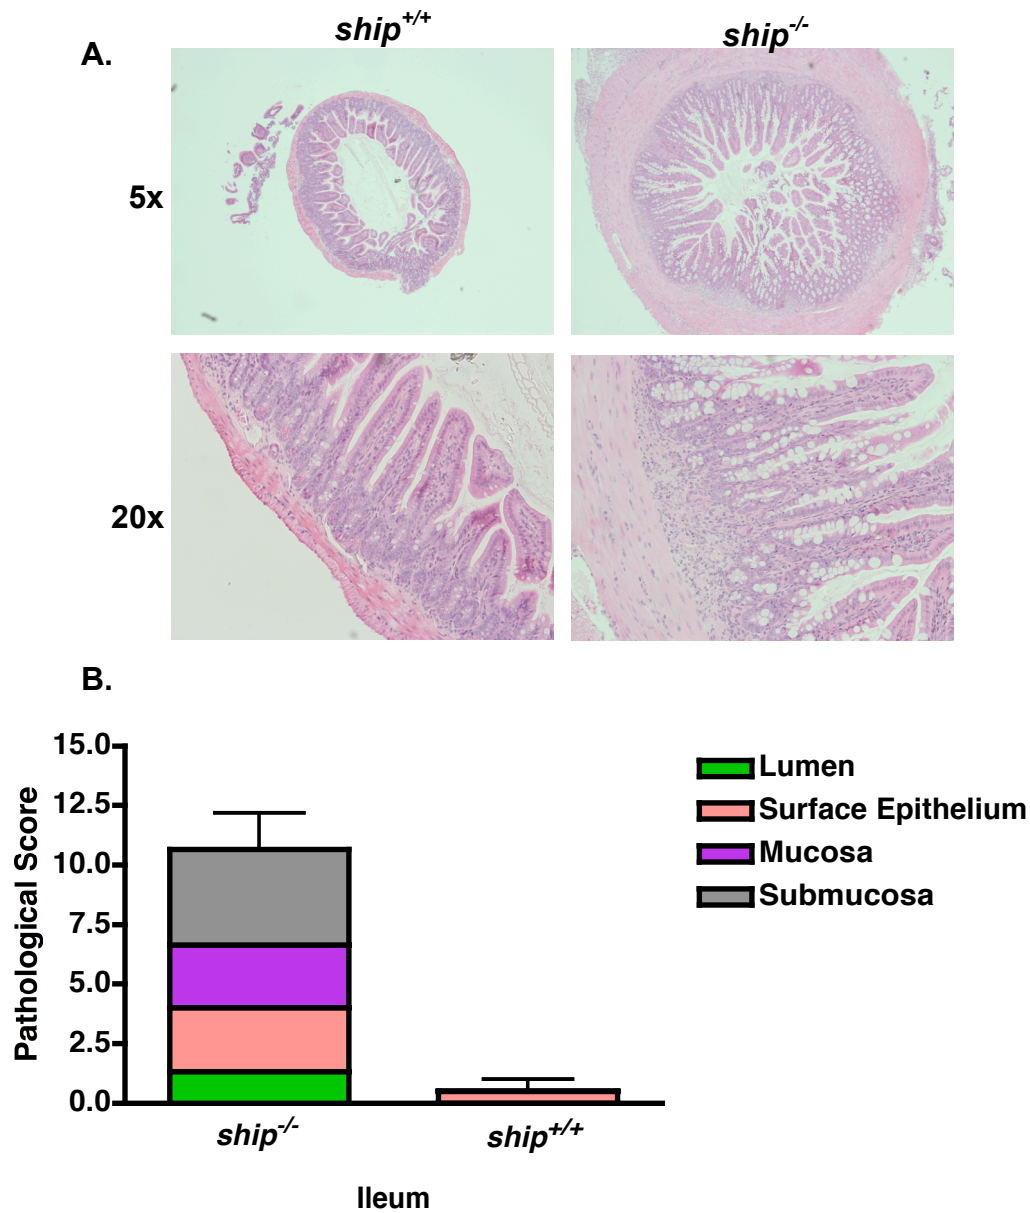 A.
ship+/+
ship-/-
5x
20x
B.
Pathological Score
15.0
12.5
10.0
7.5
5.0
2.5
0.0
ship-/-
ship+/+
Ileum
Lumen
Surface Epithelium
Mucosa
Submucosa